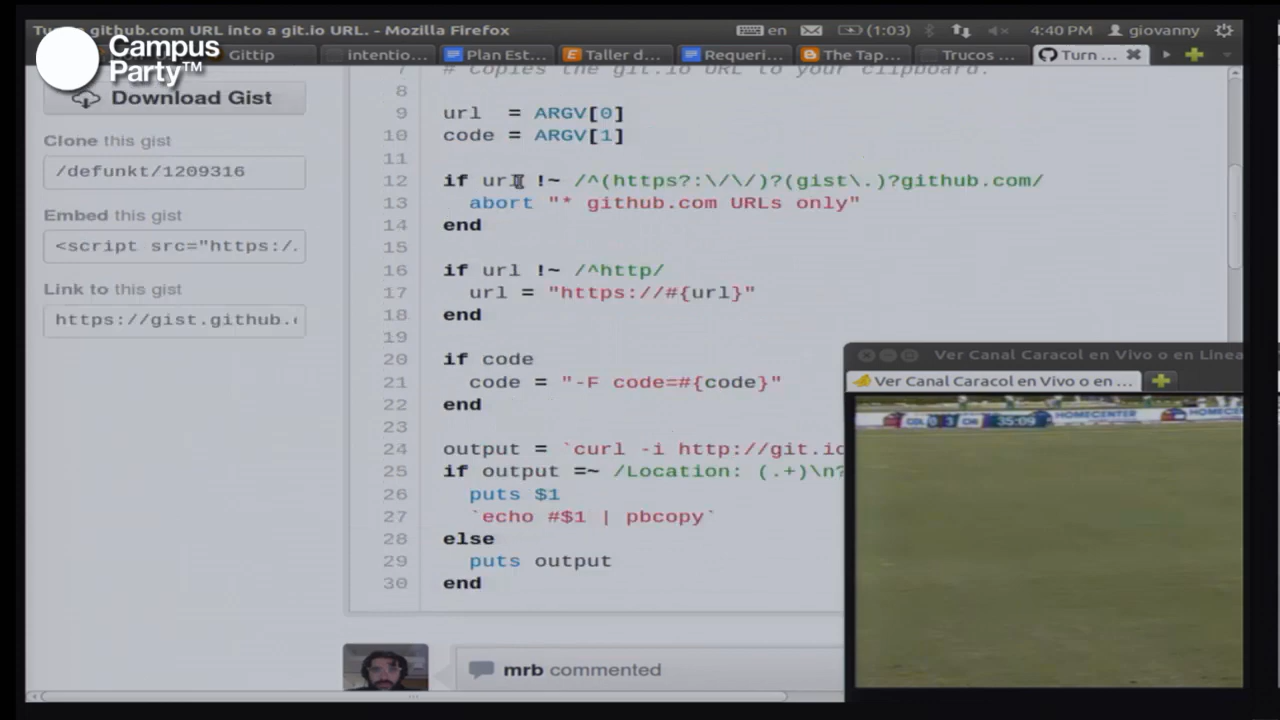 Campus
Party™
github.com URL into a git.io URL. - Mozilla Firefox
en
(1:03)
4:40 PM
giovanny
Gittip
intentio...
Plan Est...
Taller d...
Requeri...
The Tap...
Trucos ...
Turn ...
Download Gist
Clone this gist
/defunkt/1209316
Embed this gist
<script src="https:/.
Link to this gist
https://gist.github.
7 # Copies the git.io URL to your clipboard.
8
9 url = ARGV[0]
10 code = ARGV[1]
11
12 if url !~ /^(https?:\/\/)?(gist\.)?github.com/
13 abort "* github.com URLs only"
14 end
15
16 if url !~ /^http/
17 url = "https://#{url}"
18 end
19
20 if code
21 code = "-F code=#{code}"
22 end
23
24 output = `curl -i http://git.io
25 if output =~ /Location: (.+)\n?
26 puts $1
27 `echo #$1 | pbcopy`
28 else
29 puts output
30 end
mrb commented
Ver Canal Caracol en Vivo o en Linea
Ver Canal Caracol en Vivo o en ...
COL 0 3 CHI 35:09
HOMECENTER
HOMECE